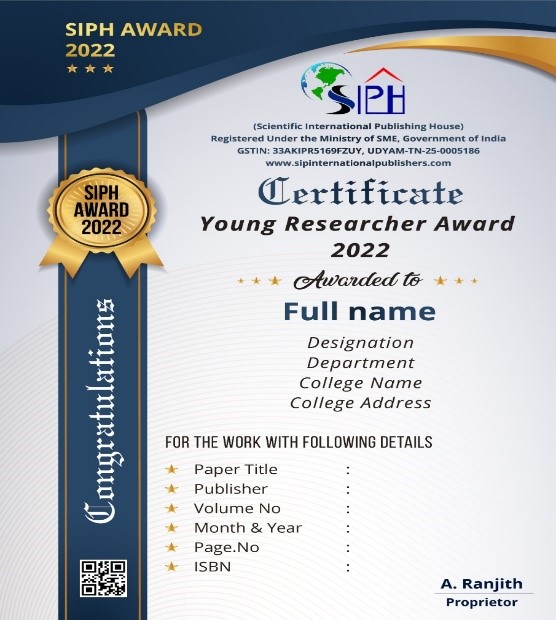 SIPH AWARD
2022
SIPH
(Scientific International Publishing House)
Registered Under the Ministry of SME, Government of India
GSTIN: 33AKIPR5169FZUY, UDYAM-TN-25-0005186
www.sipinternationalpublishers.com
SIPH
AWARD
2022
Certificate
Young Researcher Award
2022
Awarded to
Full name
Designation
Department
College Name
College Address
Congratulations
FOR THE WORK WITH FOLLOWING DETAILS
Paper Title :
Publisher :
Volume No :
Month & Year :
Page.No :
ISBN :
A. Ranjith
Proprietor